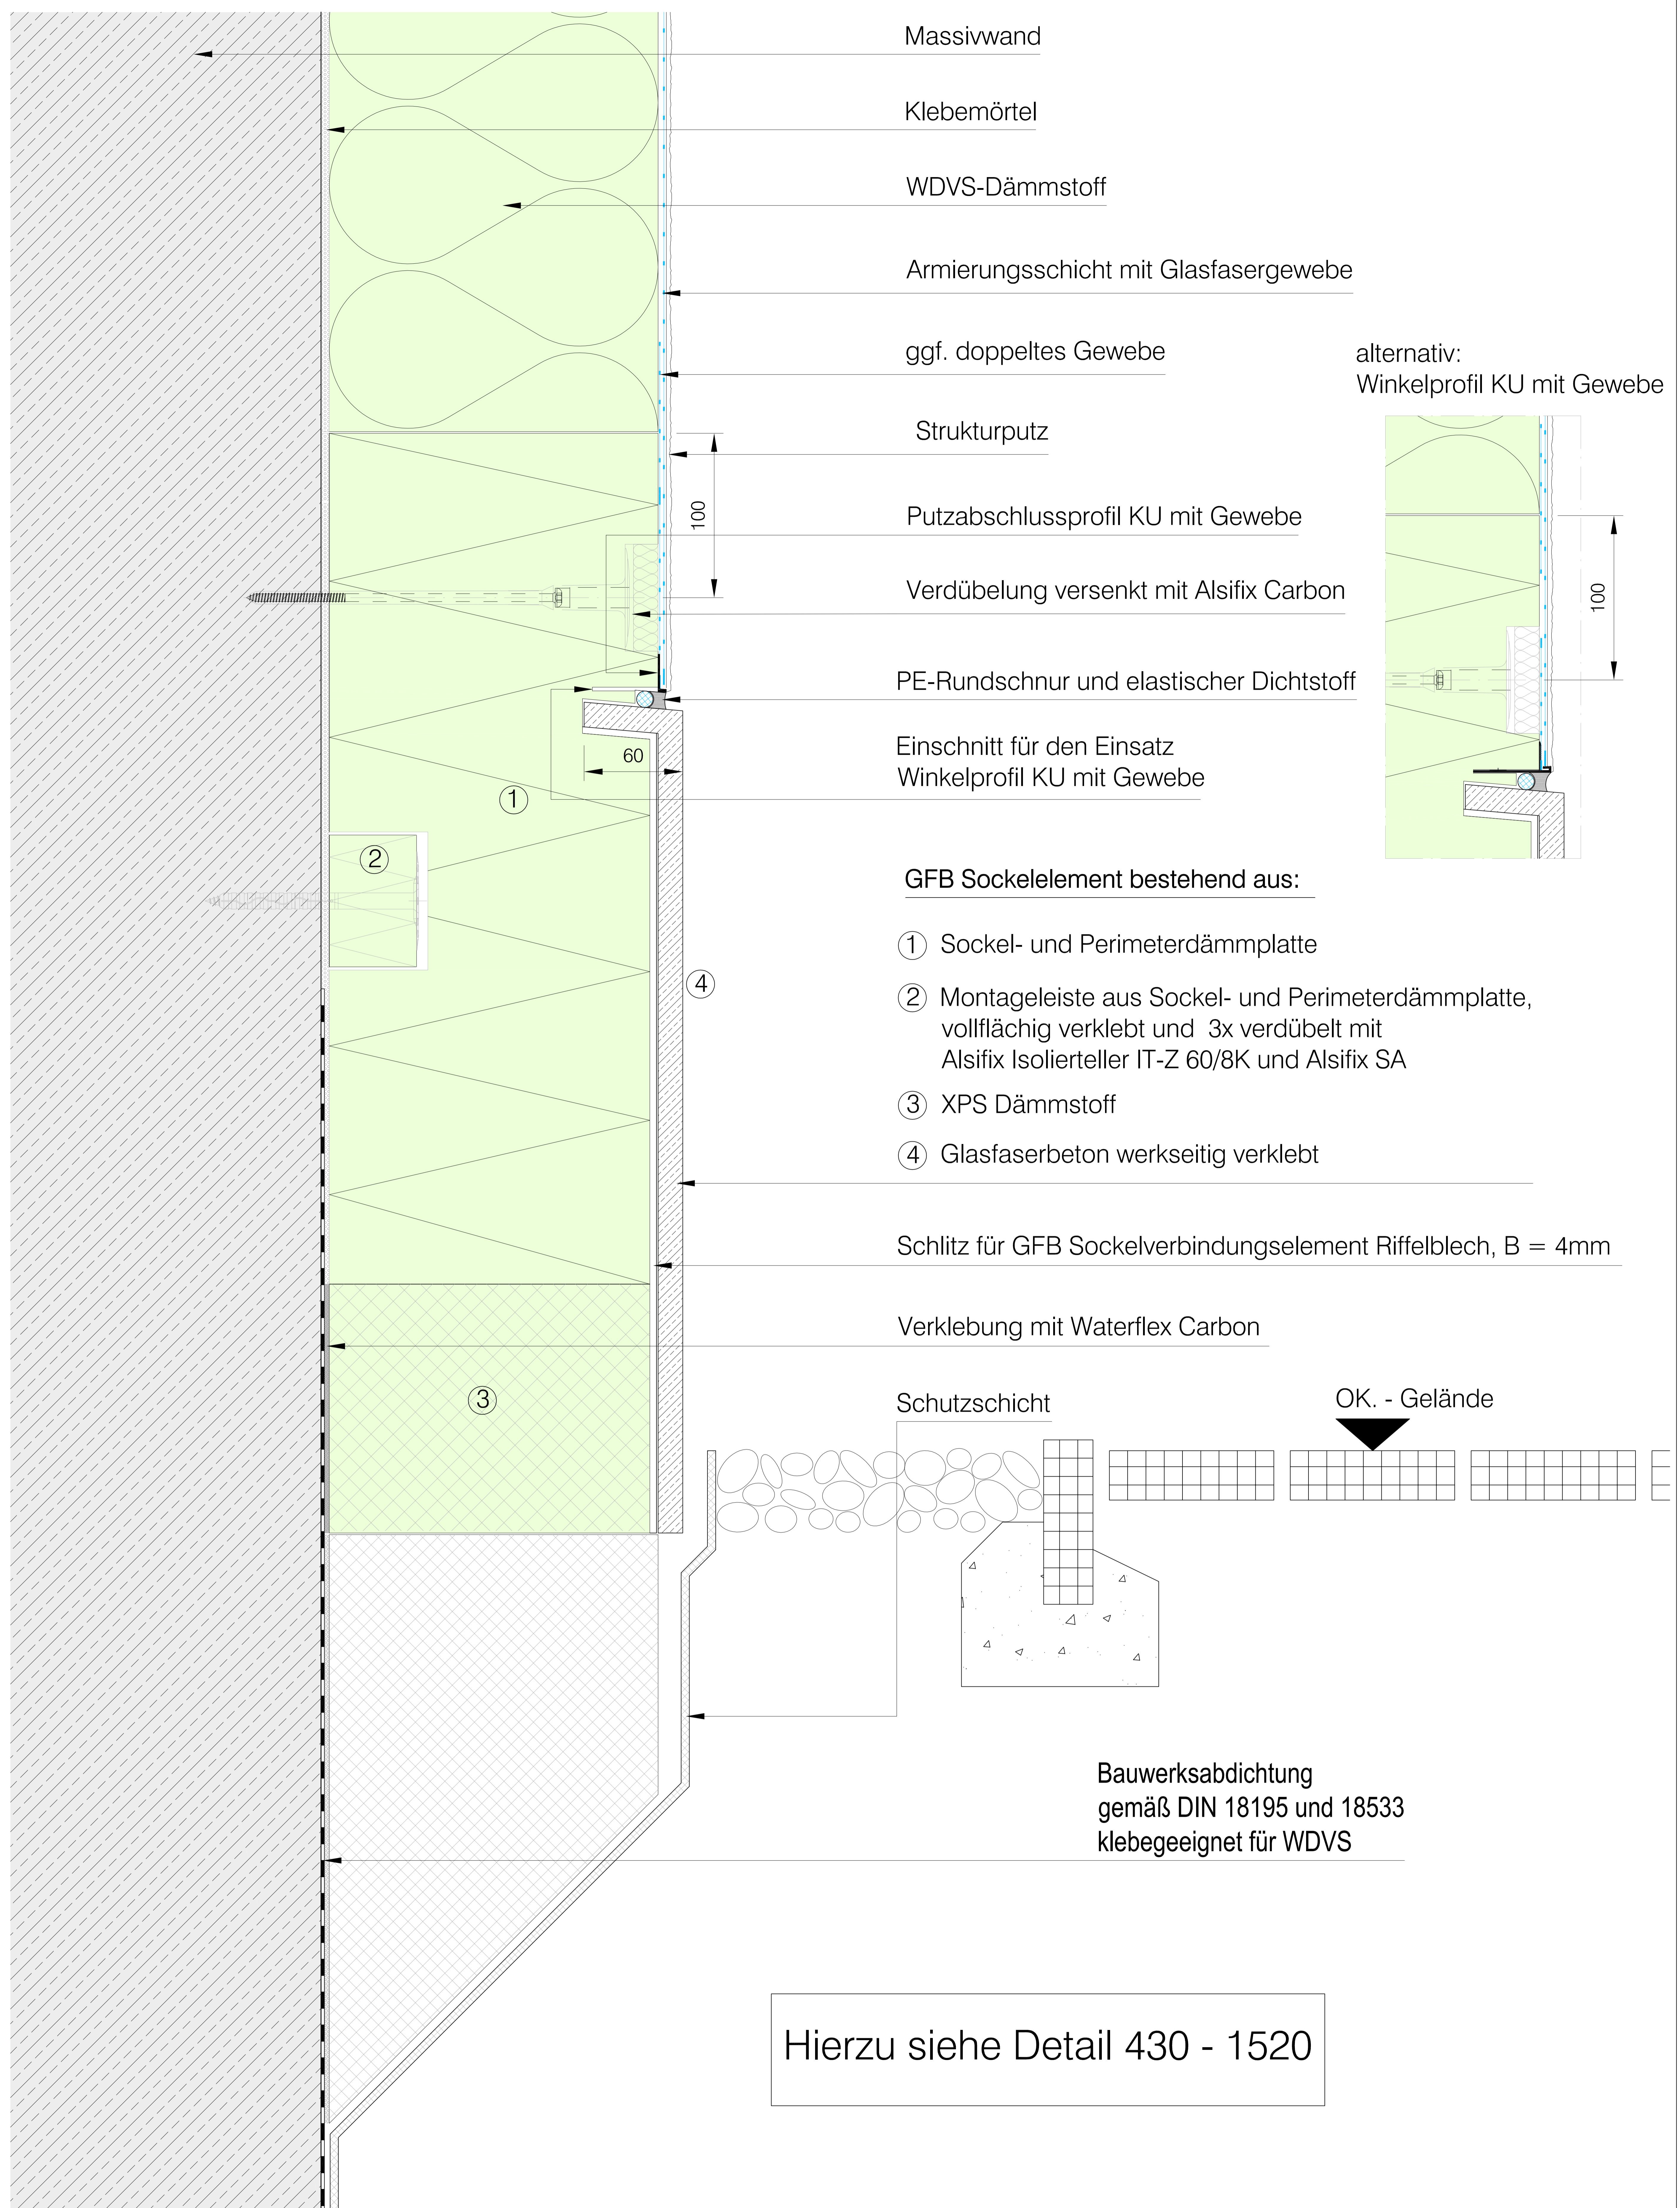 Massivwand
Klebemörtel
WDVS-Dämmstoff
Armierungsschicht mit Glasfasergewebe
ggf. doppeltes Gewebe
alternativ:
Winkelprofil KU mit Gewebe
Strukturputz
100
Putzabschlussprofil KU mit Gewebe
Verdübelung versenkt mit Alsifix Carbon
100
PE-Rundschnur und elastischer Dichtstoff
Einschnitt für den Einsatz
Winkelprofil KU mit Gewebe
60
1
2
GFB Sockelelement bestehend aus:
1 Sockel- und Perimeterdämmplatte
4
2 Montageleiste aus Sockel- und Perimeterdämmplatte,
vollflächig verklebt und 3x verdübelt mit
Alsifix Isolierteller IT-Z 60/8K und Alsifix SA
3 XPS Dämmstoff
4 Glasfaserbeton werkseitig verklebt
Schlitz für GFB Sockelverbindungselement Riffelblech, B = 4mm
Verklebung mit Waterflex Carbon
3
Schutzschicht
OK. - Gelände
Bauwerksabdichtung
gemäß DIN 18195 und 18533
klebegeeignet für WDVS
Hierzu siehe Detail 430 - 1520